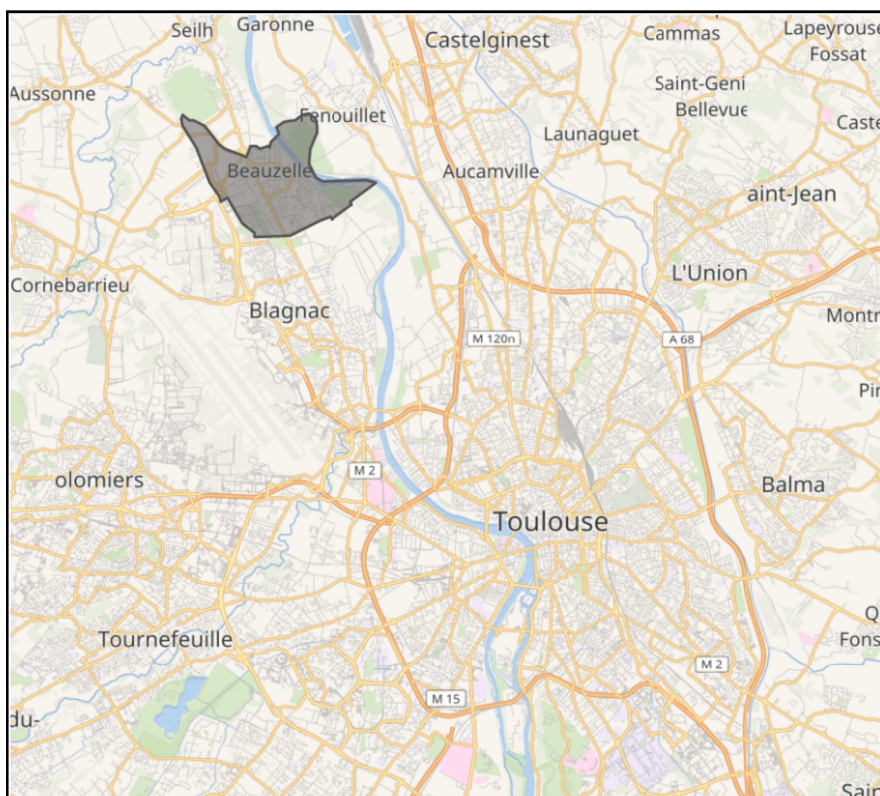 Seilh
Garonne
Castelginest
Cammas
Lapeyrouse
Fossat
Aussonne
Saint-Geni
Bellevue
Fenouillet
Launaguet
Caste
Beauzelle
Aucamville
aint-Jean
Cornebarrieu
L'Union
Blagnac
Montr
M 120n
A 68
Pin
M 2
olomiers
Balma
Toulouse
Tournefeuille
Q
Fons
M 2
M 15
du-
Sain